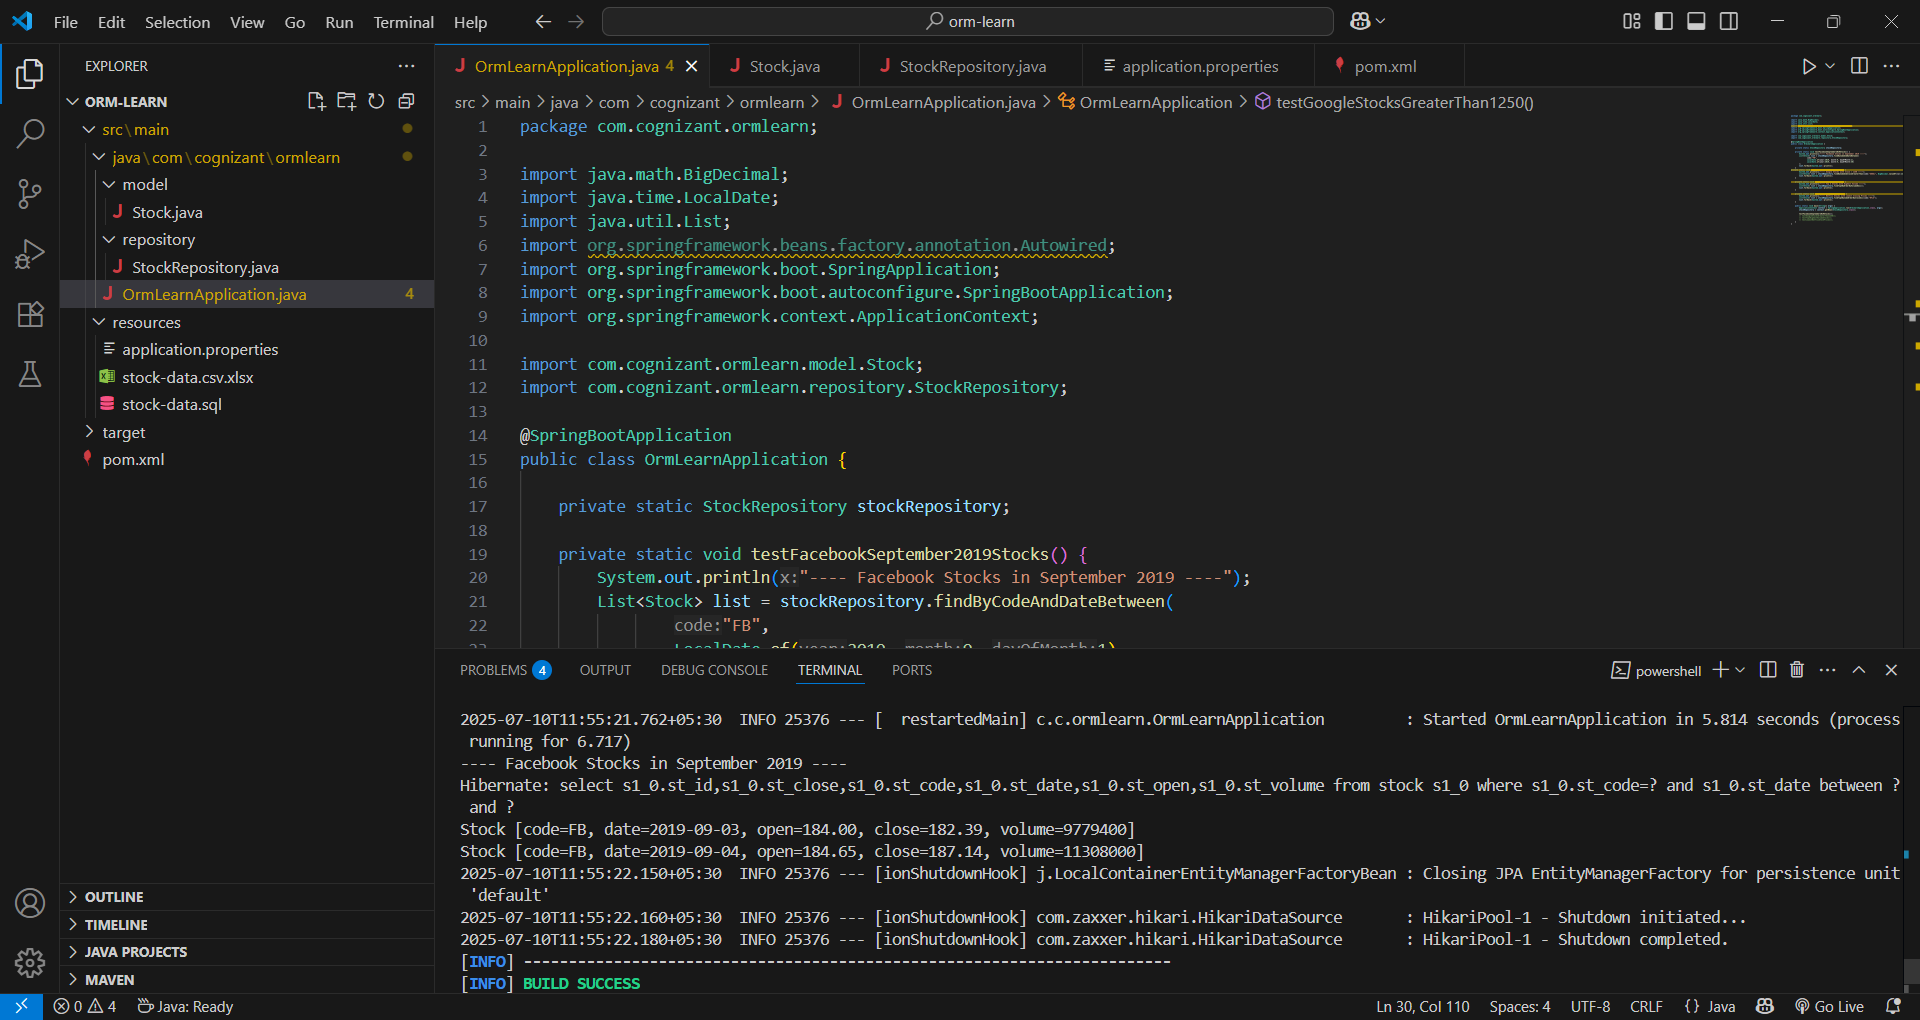 File Edit Selection View Go Run Terminal Help
orm-learn
EXPLORER
ORM-LEARN
src\main
java\com\cognizant\ormlearn
model
Stock.java
repository
StockRepository.java
OrmLearnApplication.java 4
resources
application.properties
stock-data.csv.xlsx
stock-data.sql
target
pom.xml
OUTLINE
TIMELINE
JAVA PROJECTS
MAVEN
OrmLearnApplication.java 4
Stock.java
StockRepository.java
application.properties
pom.xml
src > main > java > com > cognizant > ormlearn > OrmLearnApplication.java > OrmLearnApplication > testGoogleStocksGreaterThan1250()
1 package com.cognizant.ormlearn;
2
3 import java.math.BigDecimal;
4 import java.time.LocalDate;
5 import java.util.List;
6 import org.springframework.beans.factory.annotation.Autowired;
7 import org.springframework.boot.SpringApplication;
8 import org.springframework.boot.autoconfigure.SpringBootApplication;
9 import org.springframework.context.ApplicationContext;
10
11 import com.cognizant.ormlearn.model.Stock;
12 import com.cognizant.ormlearn.repository.StockRepository;
13
14 @SpringBootApplication
15 public class OrmLearnApplication {
16
17 private static StockRepository stockRepository;
18
19 private static void testFacebookSeptember2019Stocks() {
20 System.out.println(x:"---- Facebook Stocks in September 2019 ----");
21 List<Stock> list = stockRepository.findByCodeAndDateBetween(
22 code:"FB",
23 LocalDate.of(year:2019, month:9, dayOfMonth:1)
PROBLEMS 4 OUTPUT DEBUG CONSOLE TERMINAL PORTS
powershell
2025-07-10T11:55:21.762+05:30  INFO 25376 --- [  restartedMain] c.c.ormlearn.OrmLearnApplication         : Started OrmLearnApplication in 5.814 seconds (process
running for 6.717)
---- Facebook Stocks in September 2019 ----
Hibernate: select s1_0.st_id,s1_0.st_close,s1_0.st_code,s1_0.st_date,s1_0.st_open,s1_0.st_volume from stock s1_0 where s1_0.st_code=? and s1_0.st_date between ?
and ?
Stock [code=FB, date=2019-09-03, open=184.00, close=182.39, volume=9779400]
Stock [code=FB, date=2019-09-04, open=184.65, close=187.14, volume=11308000]
2025-07-10T11:55:22.150+05:30  INFO 25376 --- [ionShutdownHook] j.LocalContainerEntityManagerFactoryBean : Closing JPA EntityManagerFactory for persistence unit
'default'
2025-07-10T11:55:22.160+05:30  INFO 25376 --- [ionShutdownHook] com.zaxxer.hikari.HikariDataSource       : HikariPool-1 - Shutdown initiated...
2025-07-10T11:55:22.180+05:30  INFO 25376 --- [ionShutdownHook] com.zaxxer.hikari.HikariDataSource       : HikariPool-1 - Shutdown completed.
[INFO] ------------------------------------------------------------------------
[INFO] BUILD SUCCESS
0 4 Java: Ready
Ln 30, Col 110 Spaces: 4 UTF-8 CRLF {} Java Go Live